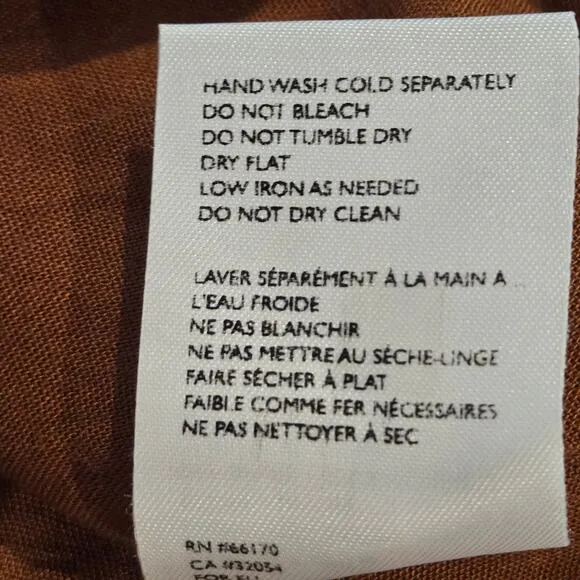 HAND WASH COLD SEPARATELY
DO NOT BLEACH
DO NOT TUMBLE DRY
DRY FLAT
LOW IRON AS NEEDED
DO NOT DRY CLEAN
LAVER SÉPARÉMENT À LA MAIN A
L'EAU FROIDE
NE PAS BLANCHIR
NE PAS METTRE AU SÈCHE-LINGE
FAIRE SÉCHER À PLAT
FAIBLE COMME FER NÉCESSAIRES
NE PAS NETTOYER À SEC
RN #66170
CA #32054
FOR EU